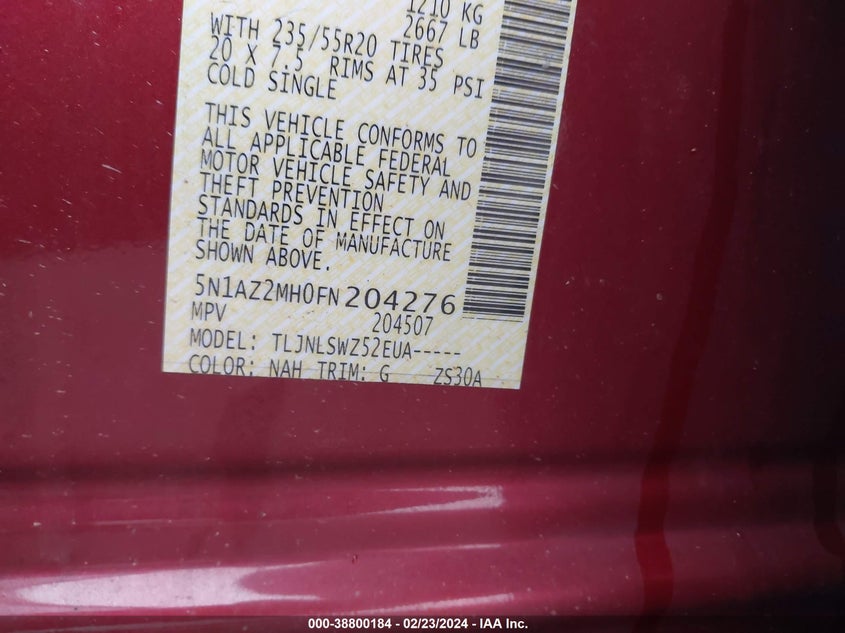 1210 KG
WITH 235/55R20 TIRES 2667 LB
20 X 7.5 RIMS AT 35 PSI
COLD SINGLE
THIS VEHICLE CONFORMS TO
ALL APPLICABLE FEDERAL
MOTOR VEHICLE SAFETY AND
THEFT PREVENTION
STANDARDS IN EFFECT ON
THE DATE OF MANUFACTURE
SHOWN ABOVE.
5N1AZ2MH0FN204276
MPV 204507
MODEL: TLJNLSWZ52EUA-----
COLOR: NAH TRIM: G ZS30A
000-38800184 - 02/23/2024 - IAA Inc.